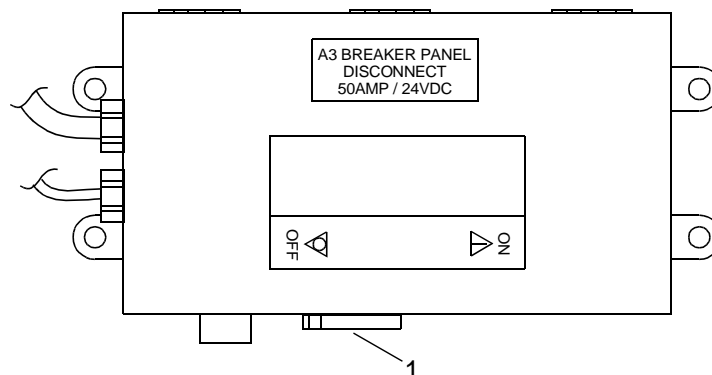 A3 BREAKER PANEL
DISCONNECT
50AMP / 24VDC
OFF
ON
1